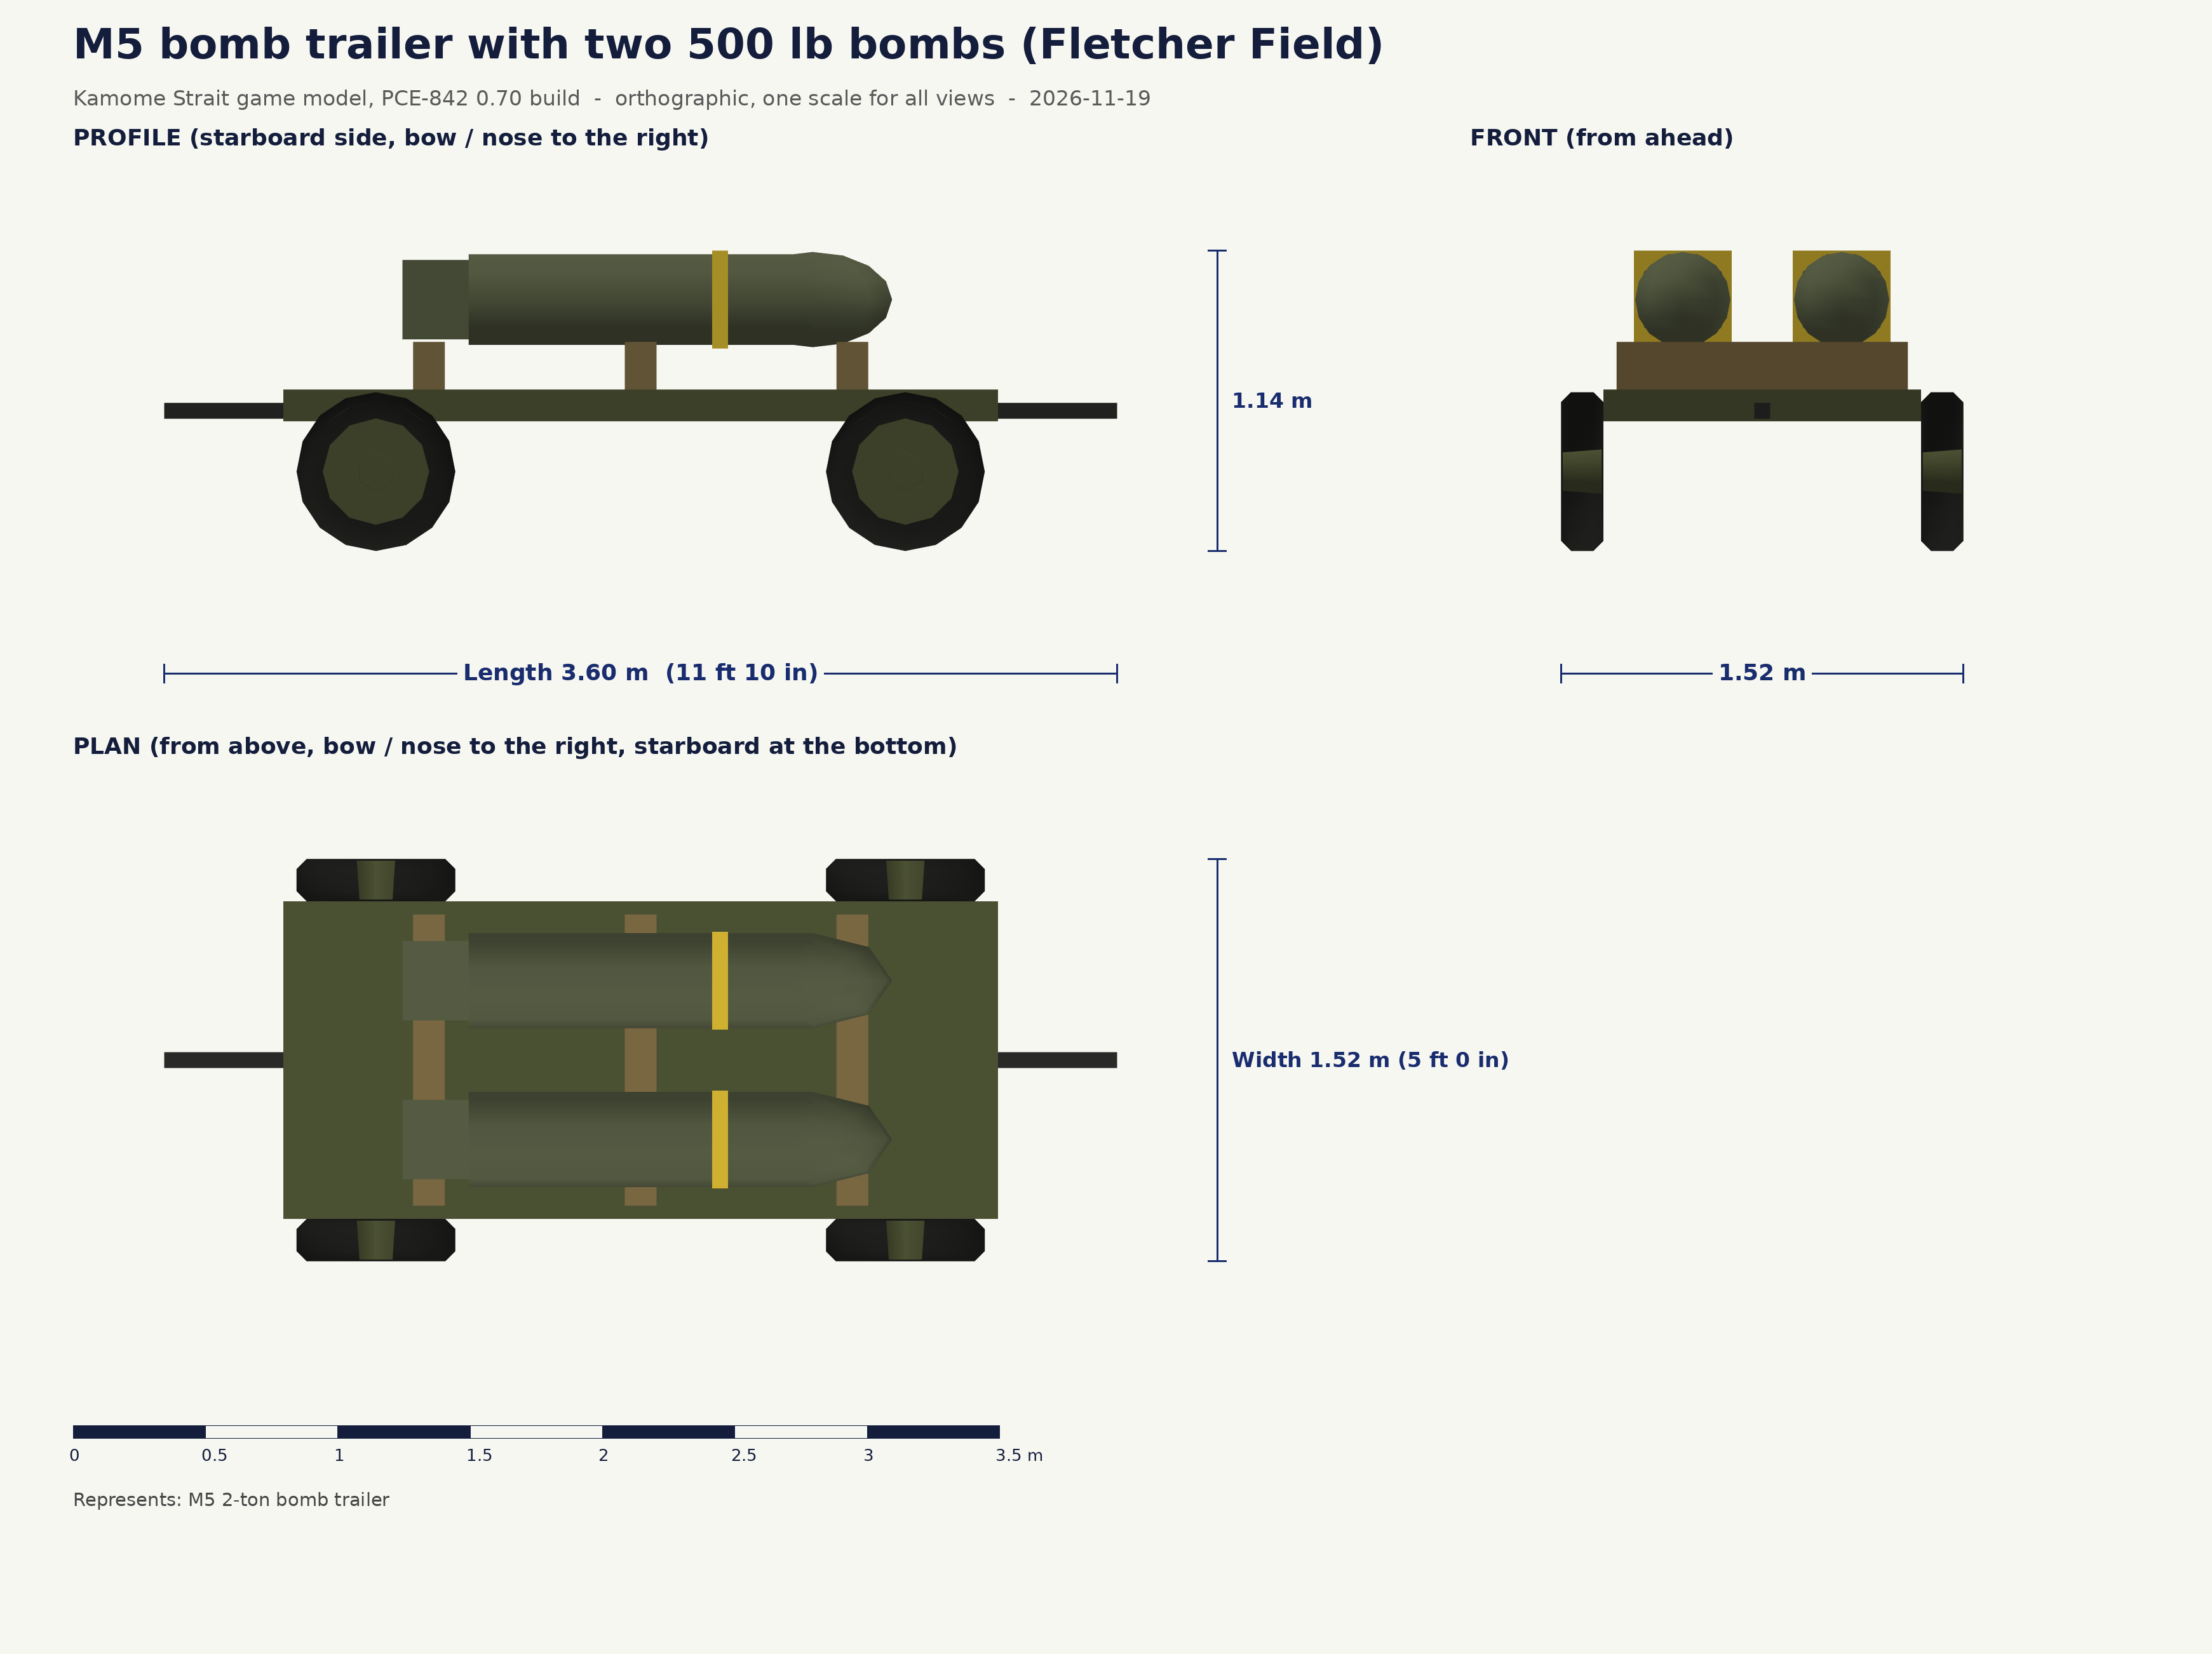 M5 bomb trailer with two 500 lb bombs (Fletcher Field)
Kamome Strait game model, PCE-842 0.70 build - orthographic, one scale for all views - 2026-11-19
PROFILE (starboard side, bow / nose to the right)
FRONT (from ahead)
1.14 m
Length 3.60 m (11 ft 10 in)
1.52 m
PLAN (from above, bow / nose to the right, starboard at the bottom)
Width 1.52 m (5 ft 0 in)
0 0.5 1 1.5 2 2.5 3 3.5 m
Represents: M5 2-ton bomb trailer